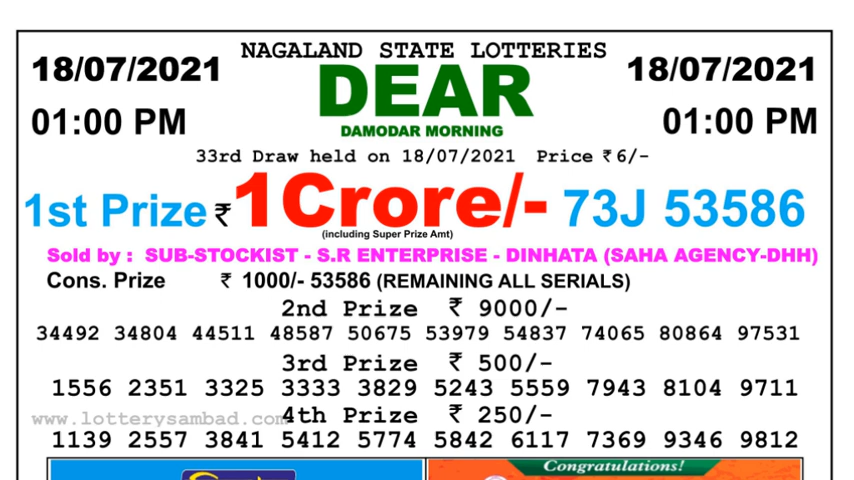 NAGALAND STATE LOTTERIES
18/07/2021 DEAR 18/07/2021
01:00 PM DAMODAR MORNING 01:00 PM
33rd Draw held on 18/07/2021 Price ₹6/-
1st Prize ₹ 1Crore/- 73J 53586
(including Super Prize Amt)
Sold by : SUB-STOCKIST - S.R ENTERPRISE - DINHATA (SAHA AGENCY-DHH)
Cons. Prize ₹ 1000/- 53586 (REMAINING ALL SERIALS)
2nd Prize ₹ 9000/-
34492 34804 44511 48587 50675 53979 54837 74065 80864 97531
3rd Prize ₹ 500/-
1556 2351 3325 3333 3829 5243 5559 7943 8104 9711
www.lotterysambad.com 4th Prize ₹ 250/-
1139 2557 3841 5412 5774 5842 6117 7369 9346 9812
Congratulations!